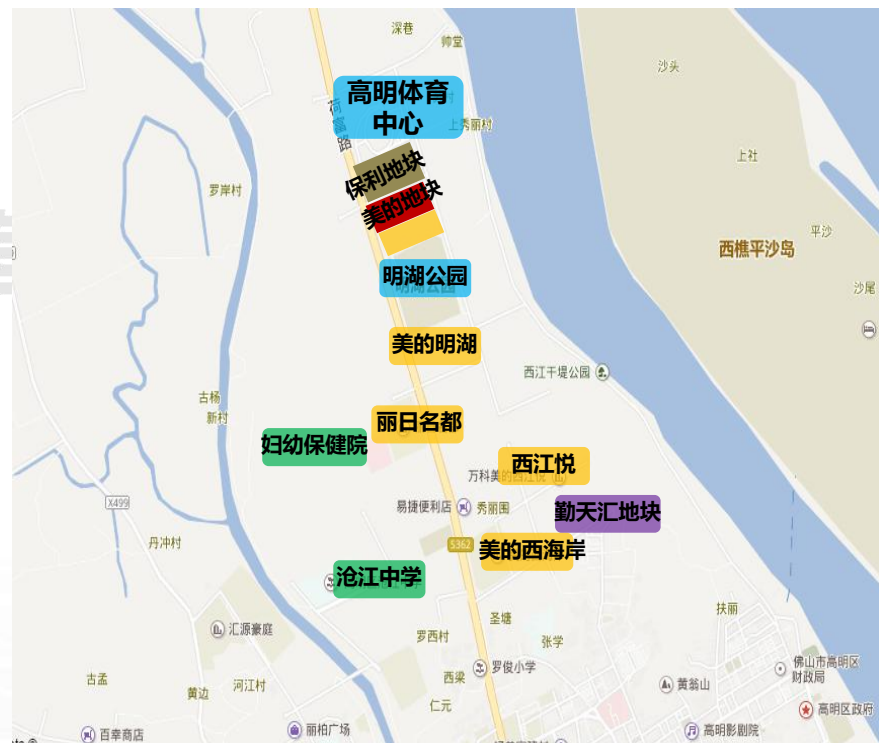 深巷
帅堂
沙头
高明体育
中心
村
荷富路
上秀丽村
上社
保利地块
罗岸村
美的地块
平沙
西樵平沙岛
明湖公园
沙尾
美的明湖
西江干堤公园
古杨
新村
丽日名都
妇幼保健院
西江悦
万科美的西江悦
X499
易捷便利店
秀丽围
勤天汇地块
丹冲村
S362
美的西海岸
沧江中学
扶丽
圣塘
汇源豪庭
罗西村
张学
古孟
西梁
罗俊小学
佛山市高明区
财政局
黄边
河江村
黄翁山
仁元
高明区政府
百幸商店
丽柏广场
高明影剧院